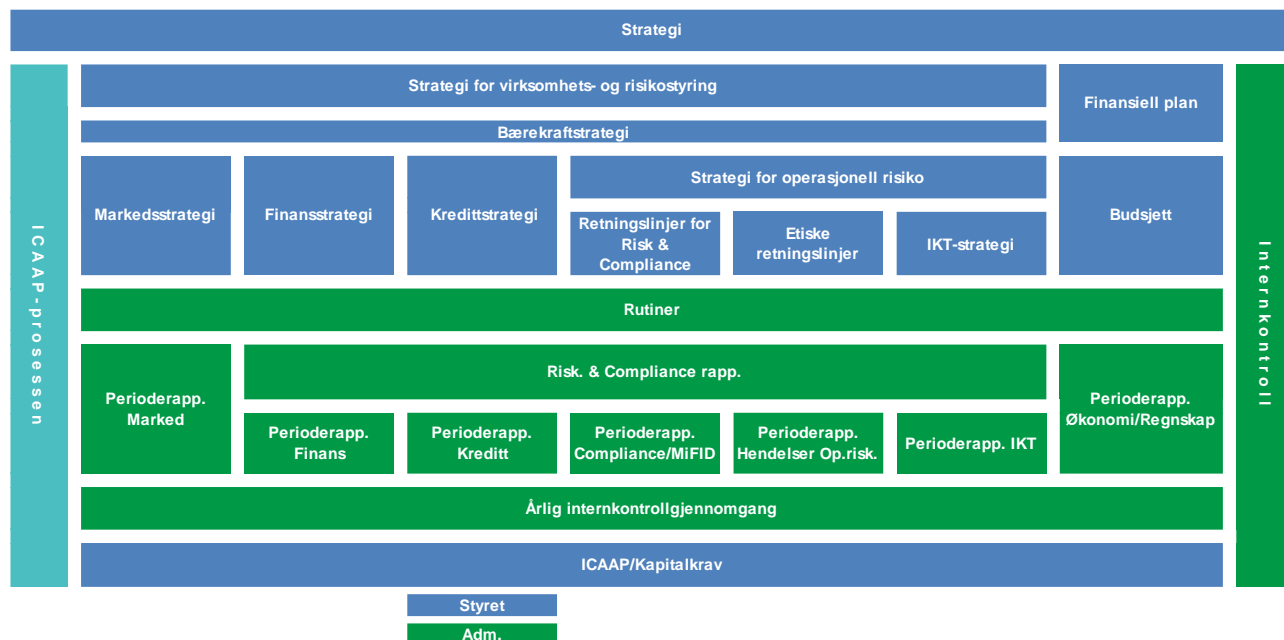 Strategi
ICAAP-prosessen
Strategi for virksomhets- og risikostyring
Finansiell plan
Internkontroll
Bærekraftstrategi
Markedsstrategi
Finansstrategi
Kredittstrategi
Strategi for operasjonell risiko
Budsjett
Retningslinjer for
Risk &
Compliance
Etiske
retningslinjer
IKT-strategi
Rutiner
Perioderapp.
Marked
Risk. & Compliance rapp.
Perioderapp.
Økonomi/Regnskap
Perioderapp.
Finans
Perioderapp.
Kreditt
Perioderapp.
Compliance/MiFID
Perioderapp.
Hendelser Op.risk.
Perioderapp. IKT
Årlig internkontrollgjennomgang
ICAAP/Kapitalkrav
Styret
Adm.